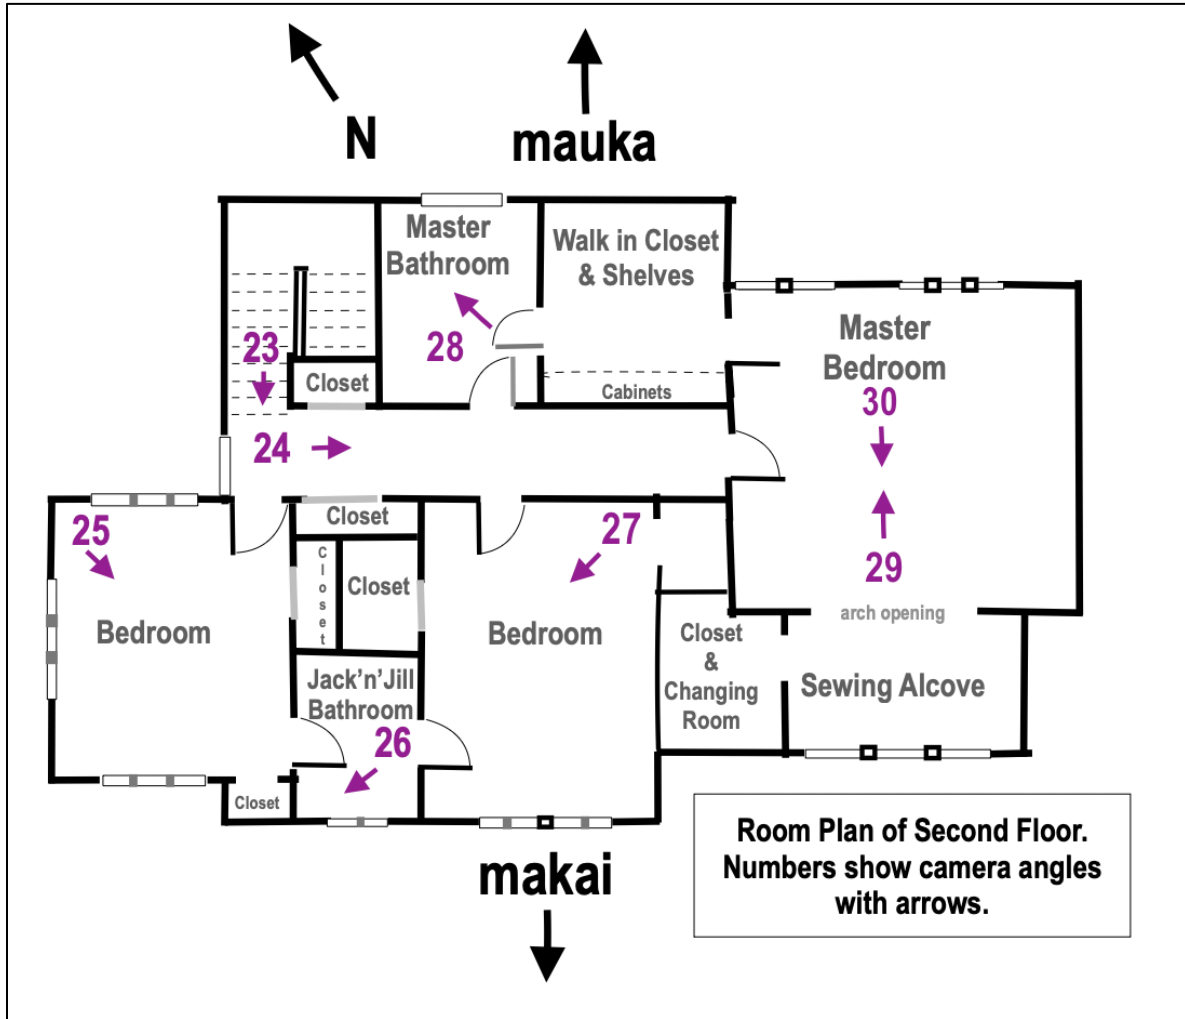 N
mauka
Master
Bathroom
Walk in Closet
& Shelves
23
28
Closet
Cabinets
Master
Bedroom
30
24
25
Closet
27
Closet
Closet
29
Bedroom
Bedroom
arch opening
Closet
&
Changing
Room
Jack’n’Jill
Bathroom
Sewing Alcove
26
Closet
Room Plan of Second Floor.
Numbers show camera angles
with arrows.
makai